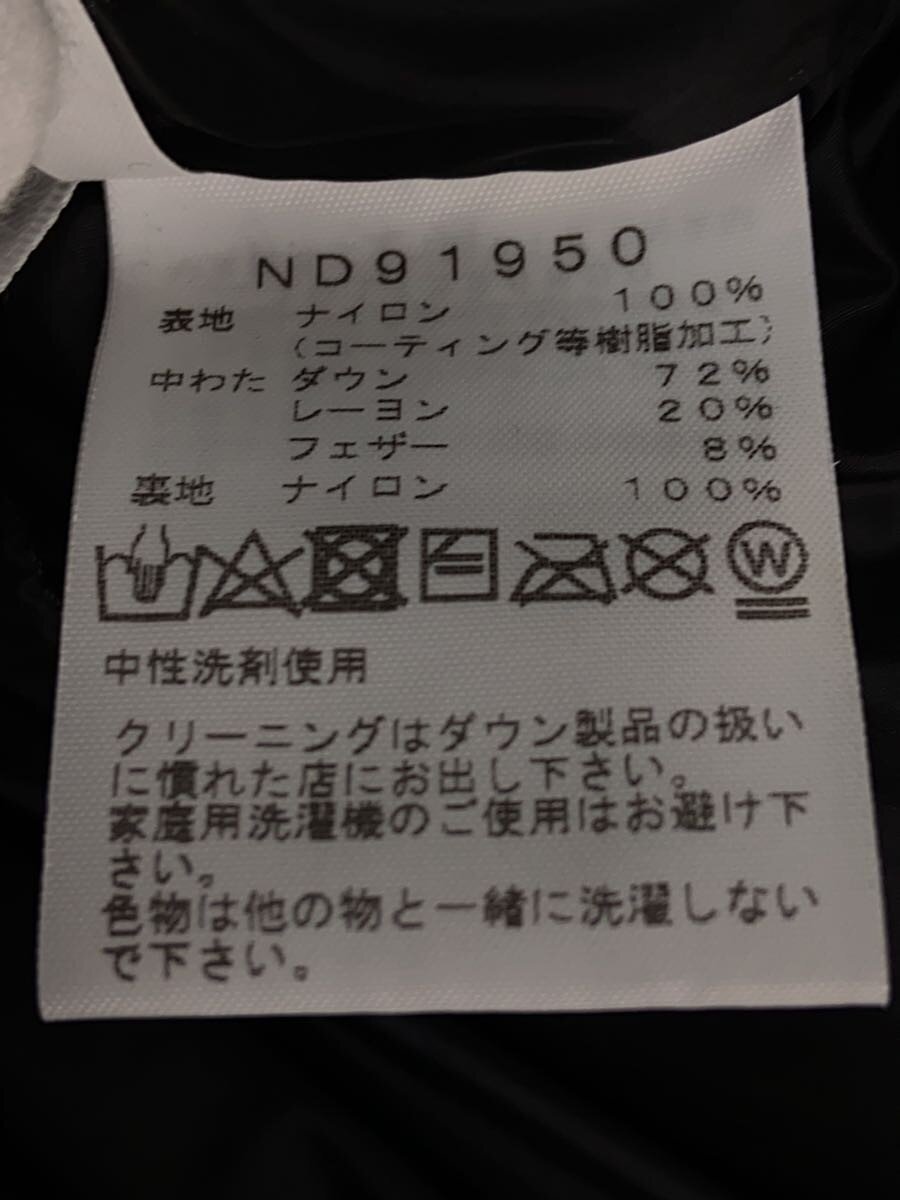 ND91950
表地 ナイロン 100%
(コーティング等樹脂加工)
中わた ダウン 72%
レーヨン 20%
フェザー 8%
裏地 ナイロン 100%
W
中性洗剤使用
クリーニングはダウン製品の扱い
に慣れた店にお出し下さい。
家庭用洗濯機のご使用はお避け下
さい。
色物は他の物と一緒に洗濯しない
で下さい。